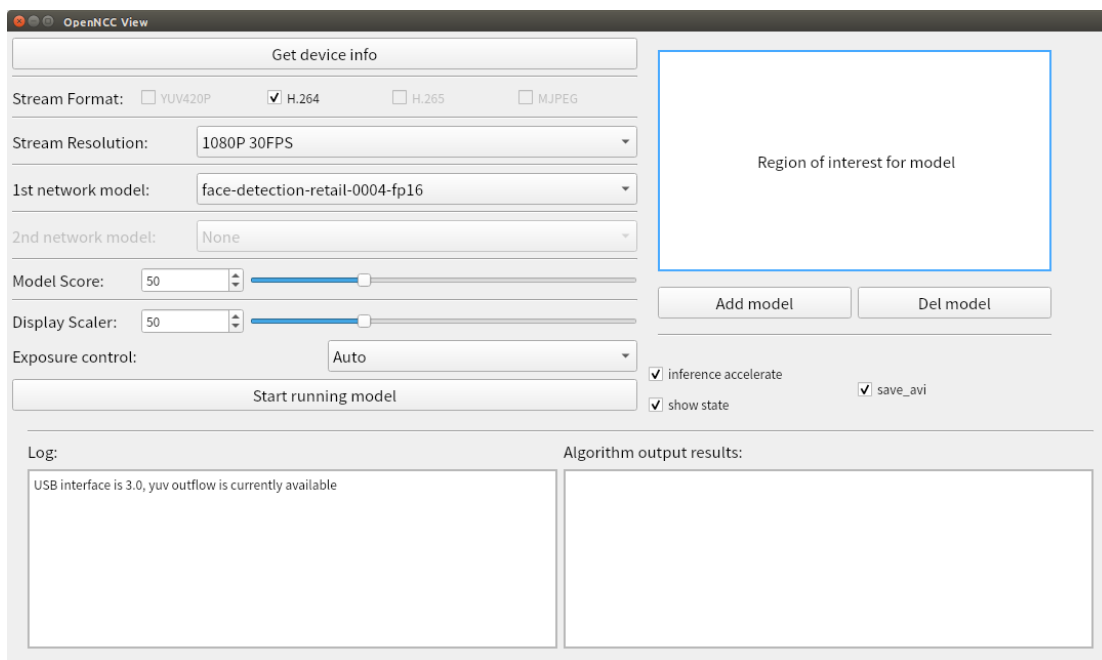 OpenNCC View
Get device info
Stream Format: YUV420P H.264 H.265 MJPEG
Stream Resolution: 1080P 30FPS
1st network model: face-detection-retail-0004-fp16
2nd network model: None
Model Score: 50
Display Scaler: 50
Exposure control: Auto
Start running model
Region of interest for model
Add model Del model
inference accelerate
save_avi
show state
Log:
USB interface is 3.0, yuv outflow is currently available
Algorithm output results: